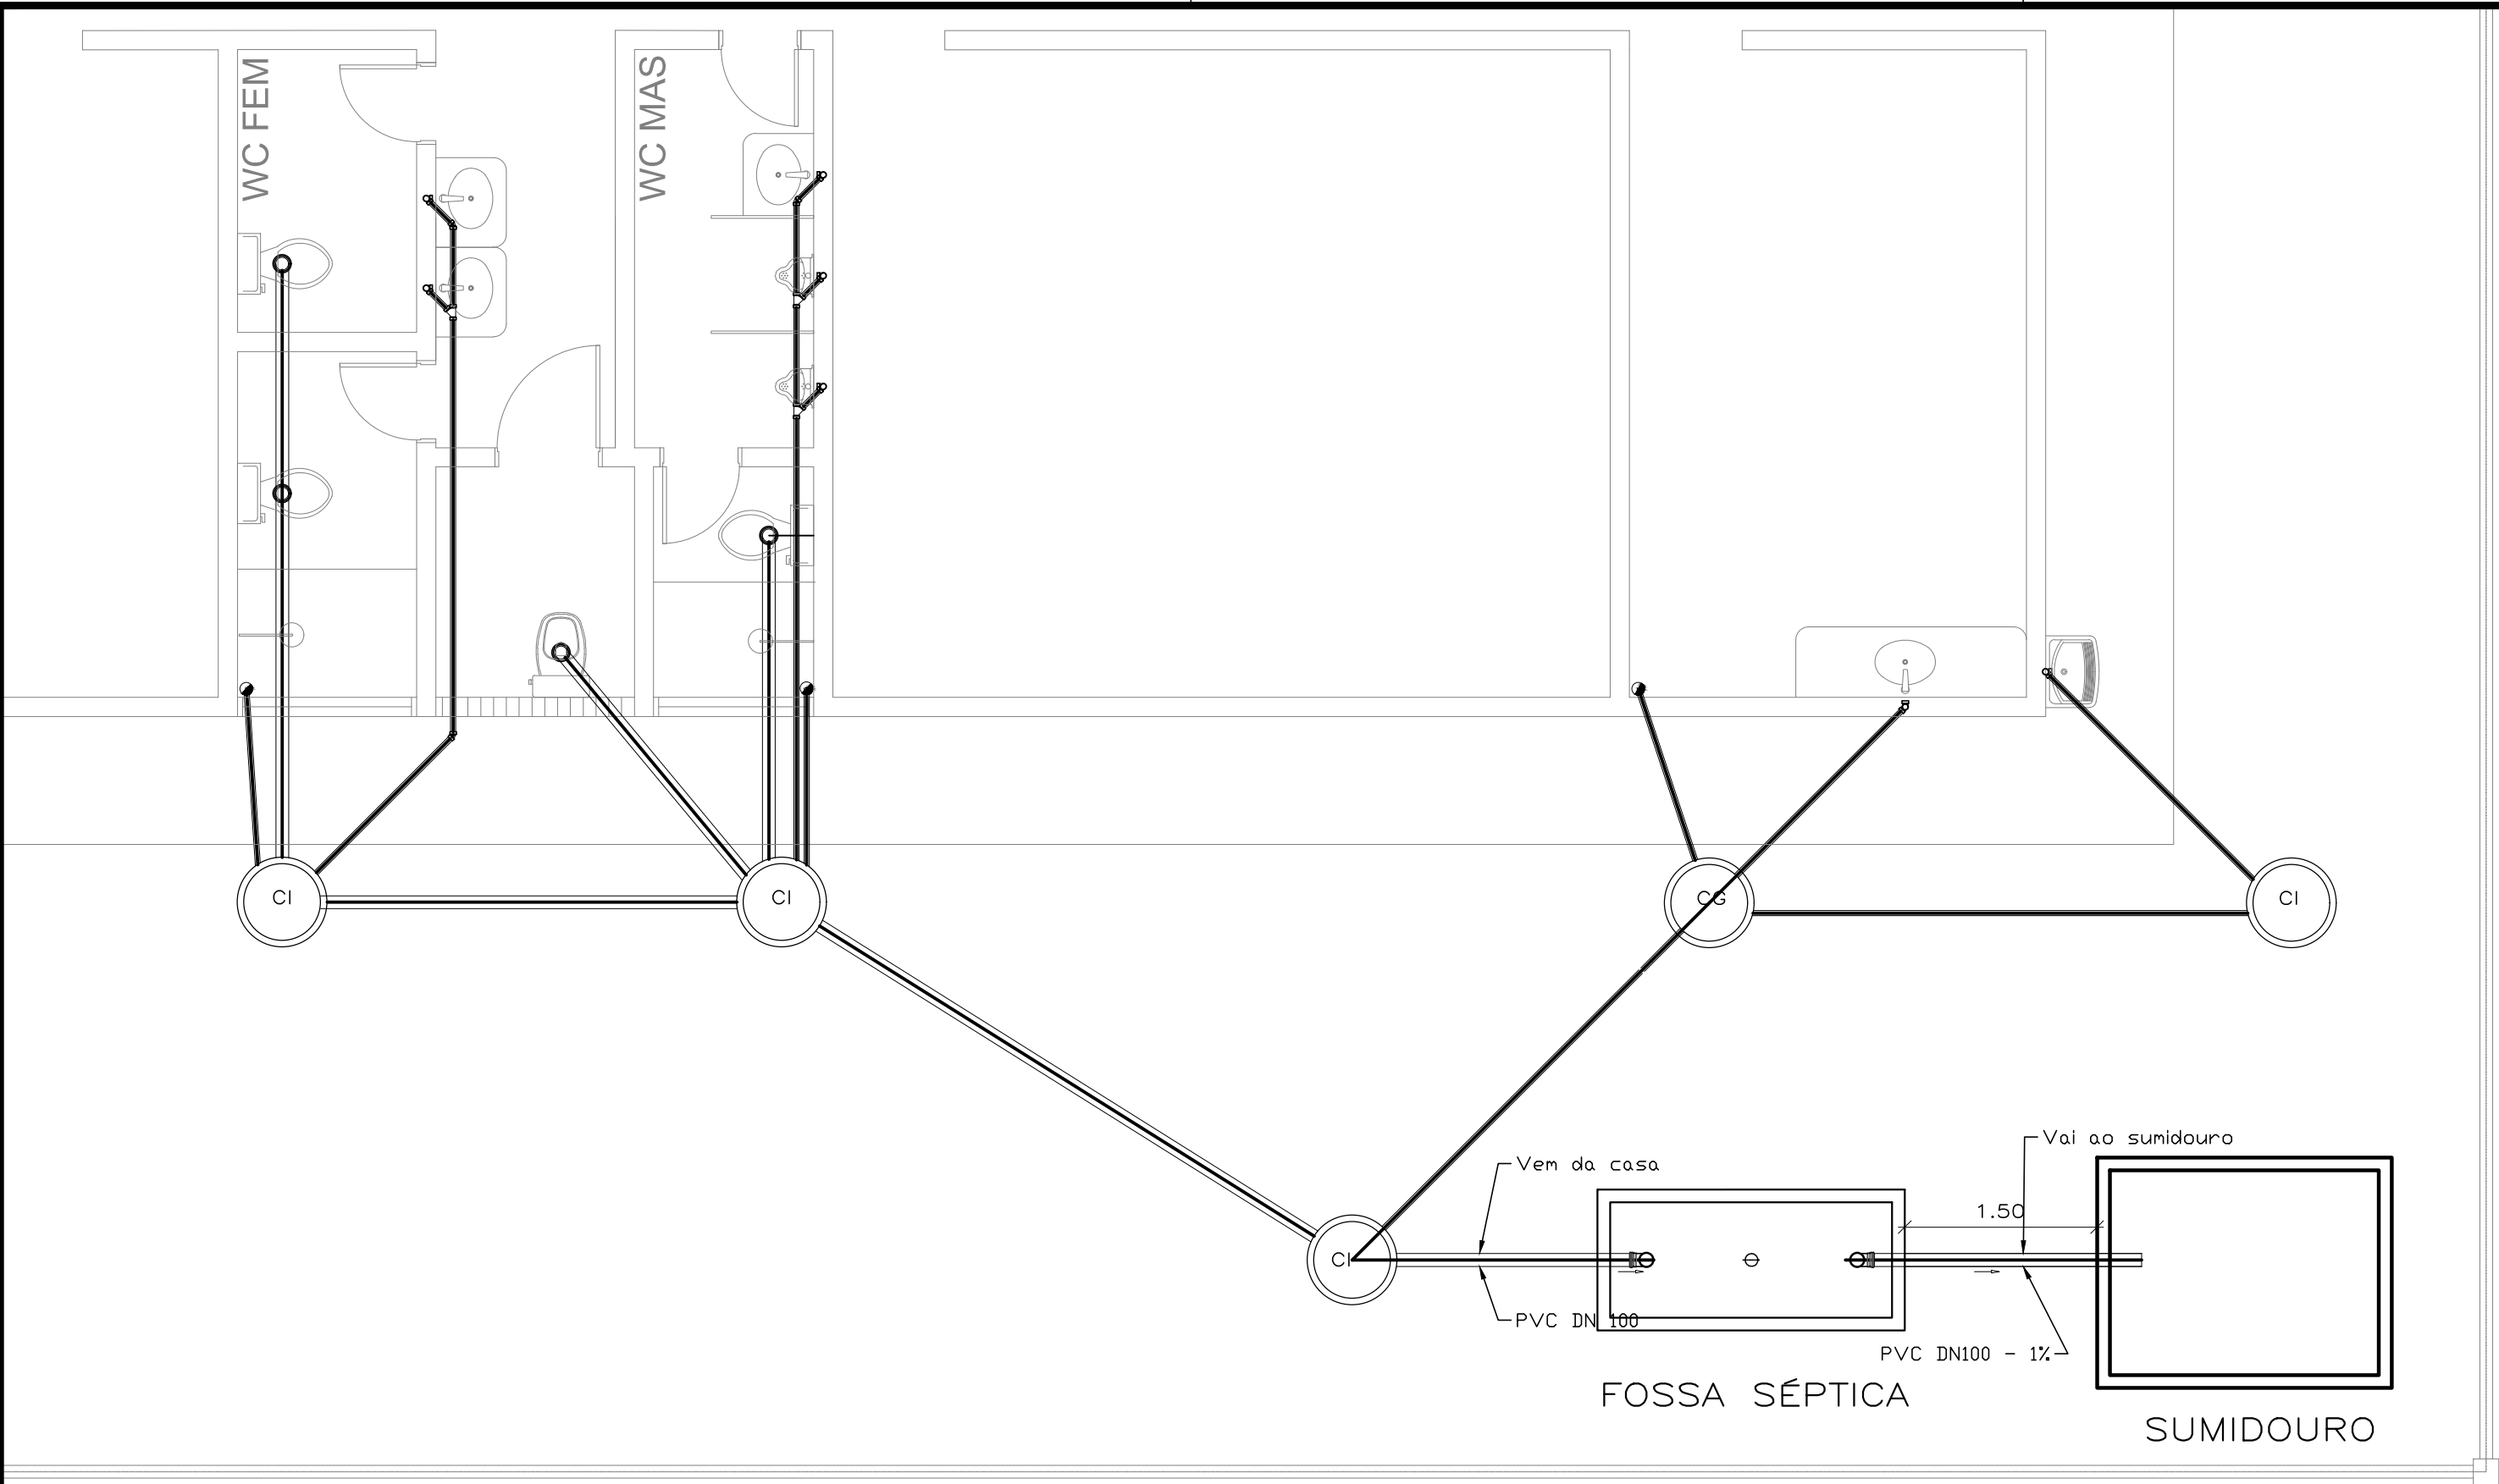 WC FEM
WC MAS
CI
CI
CG
CI
Vai ao sumidouro
Vem da casa
1.50
CI
PVC DN 100
PVC DN100 - 1%
FOSSA SÉPTICA
SUMIDOURO